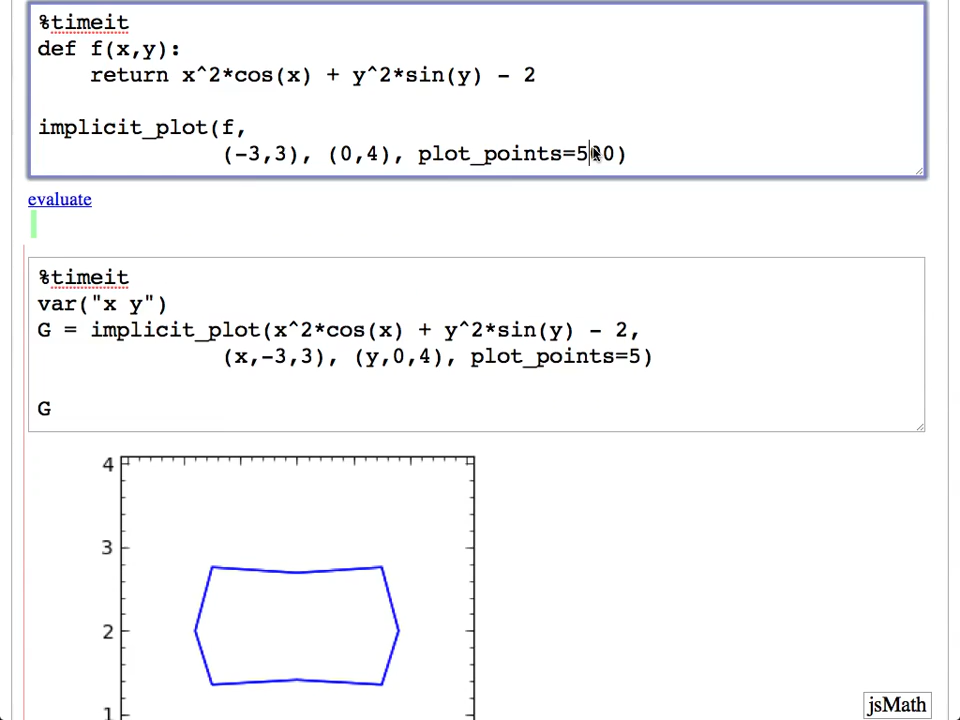 %timeit
def f(x,y):
    return x^2*cos(x) + y^2*sin(y) - 2
implicit_plot(f,
              (-3,3), (0,4), plot_points=500)
evaluate
%timeit
var("x y")
G = implicit_plot(x^2*cos(x) + y^2*sin(y) - 2,
              (x,-3,3), (y,0,4), plot_points=5)
G
4
3
2
1
jsMath